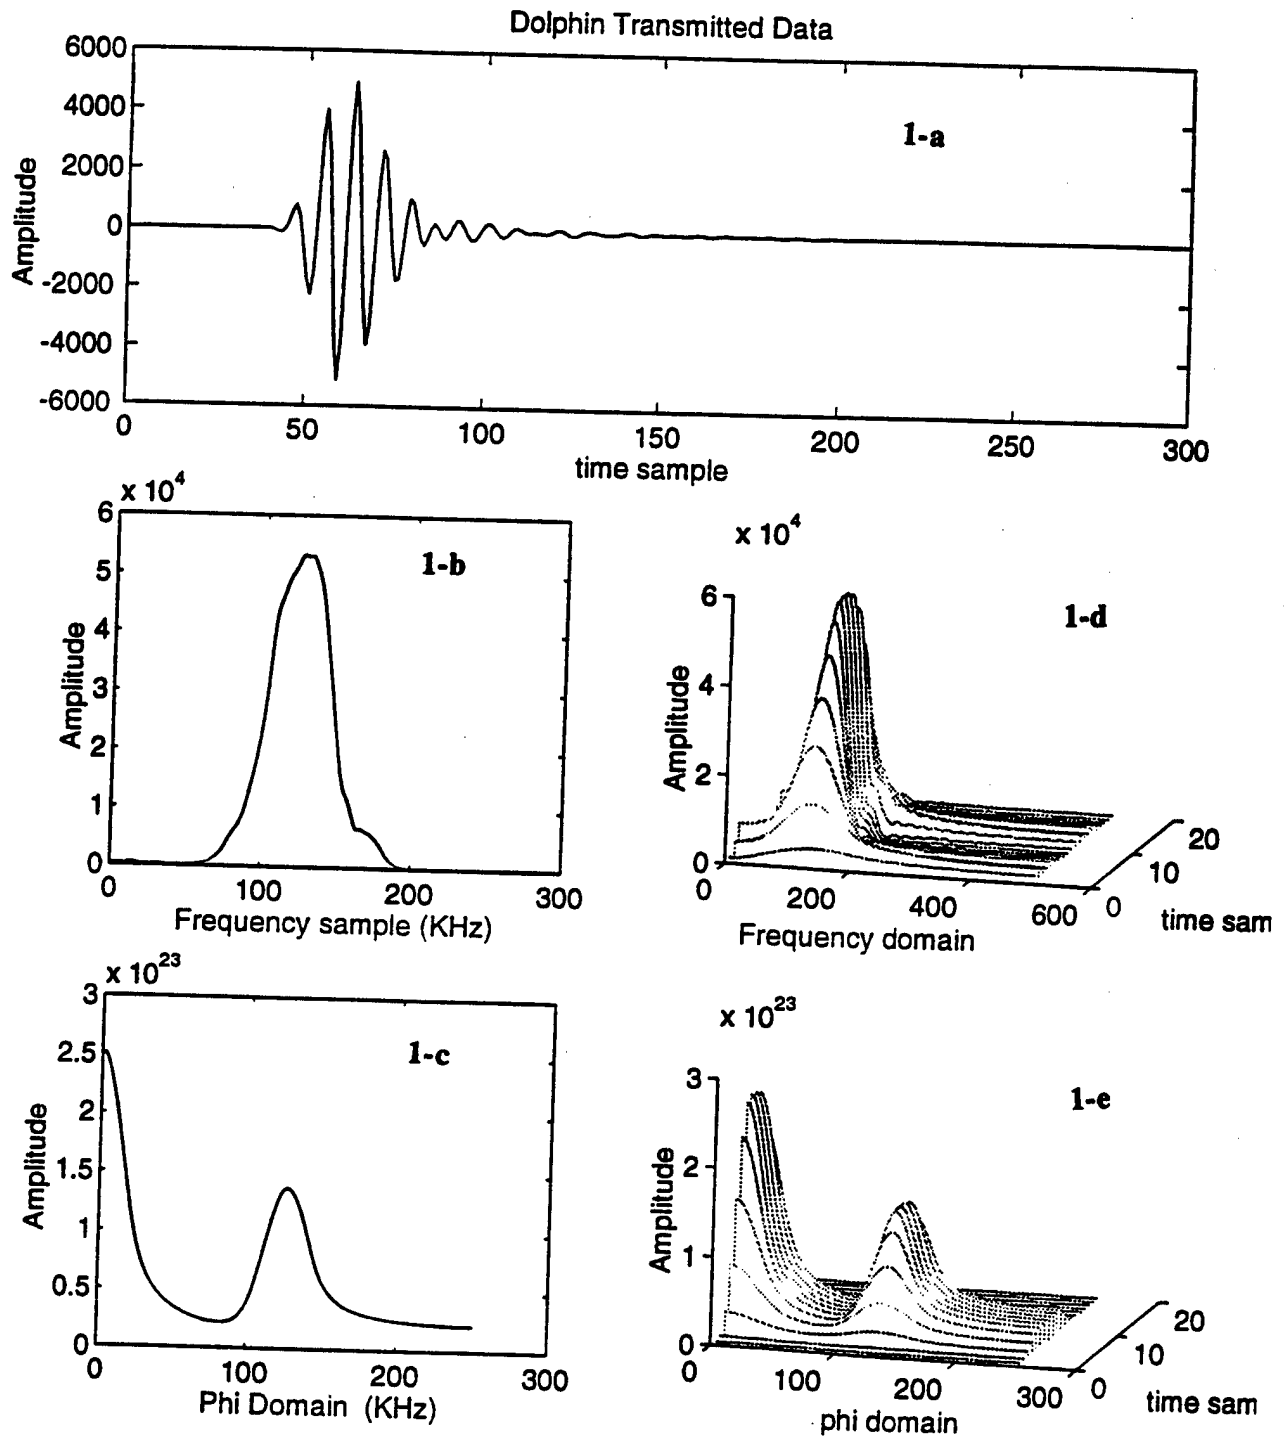 Dolphin Transmitted Data
6000
4000
2000
0
-2000
-4000
-6000
Amplitude
1-a
0 50 100 150 200 250 300
time sample
x 10^4
6
5
4
3
2
1
0
Amplitude
1-b
0 100 200 300
Frequency sample (KHz)
x 10^4
6
4
2
0
Amplitude
1-d
0 200 400 600
Frequency domain
0 10 20
time sam
x 10^23
3
2.5
2
1.5
1
0.5
0
Amplitude
1-c
0 100 200 300
Phi Domain (KHz)
x 10^23
3
2
1
0
Amplitude
1-e
0 100 200 300
phi domain
0 10 20
time sam